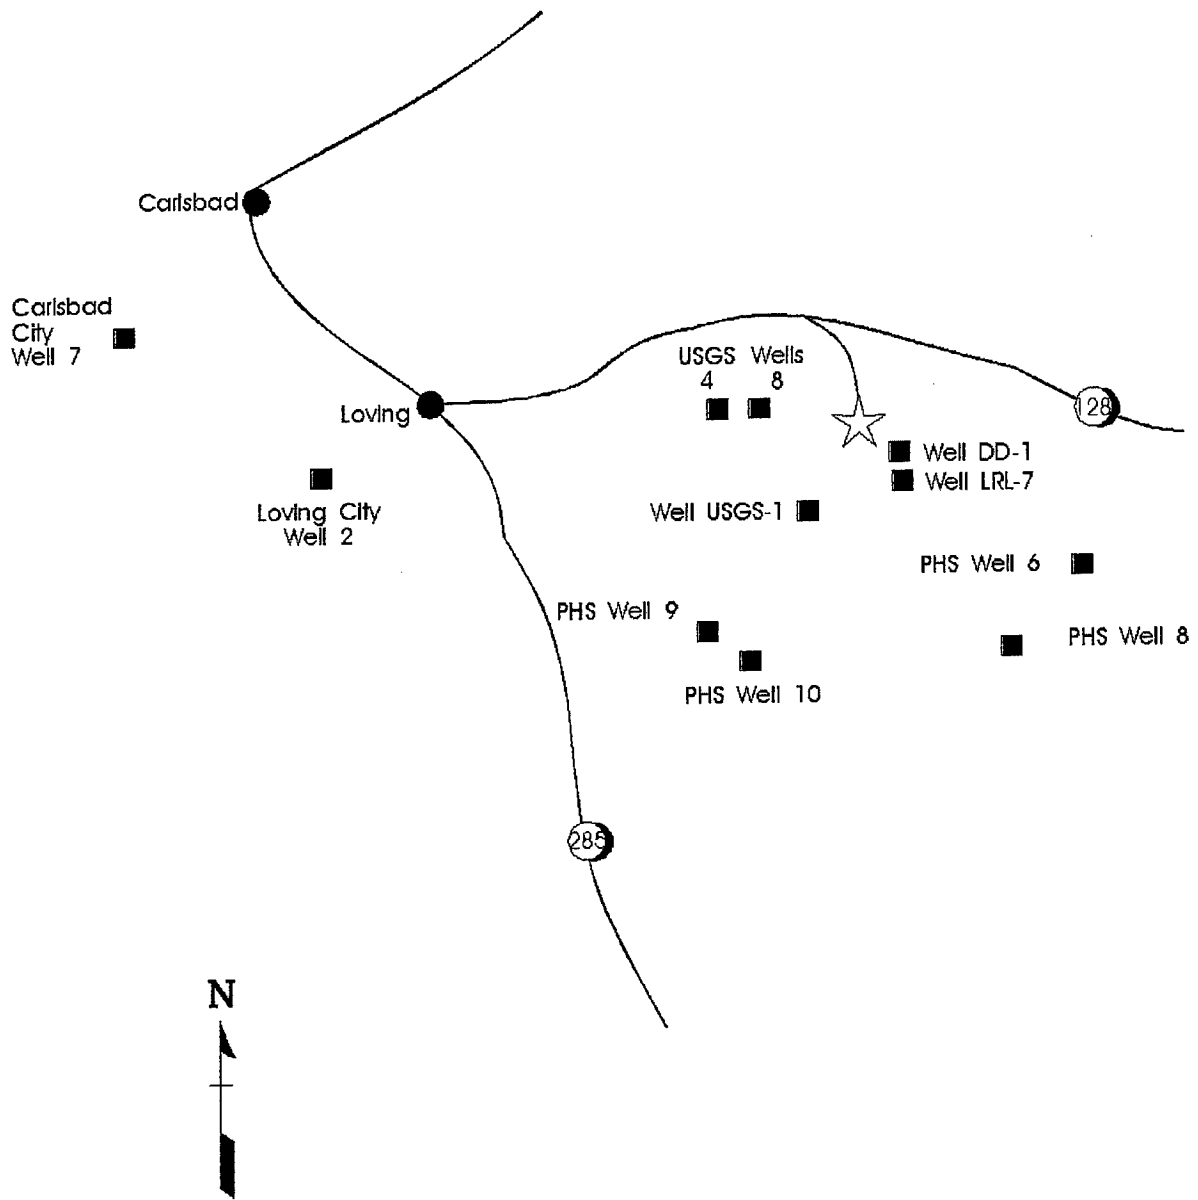 Carlsbad
Carlsbad
City
Well 7
USGS Wells
4 8
Loving
128
Well DD-1
Well LRL-7
Loving City
Well 2
Well USGS-1
PHS Well 6
PHS Well 9
PHS Well 8
PHS Well 10
285
N